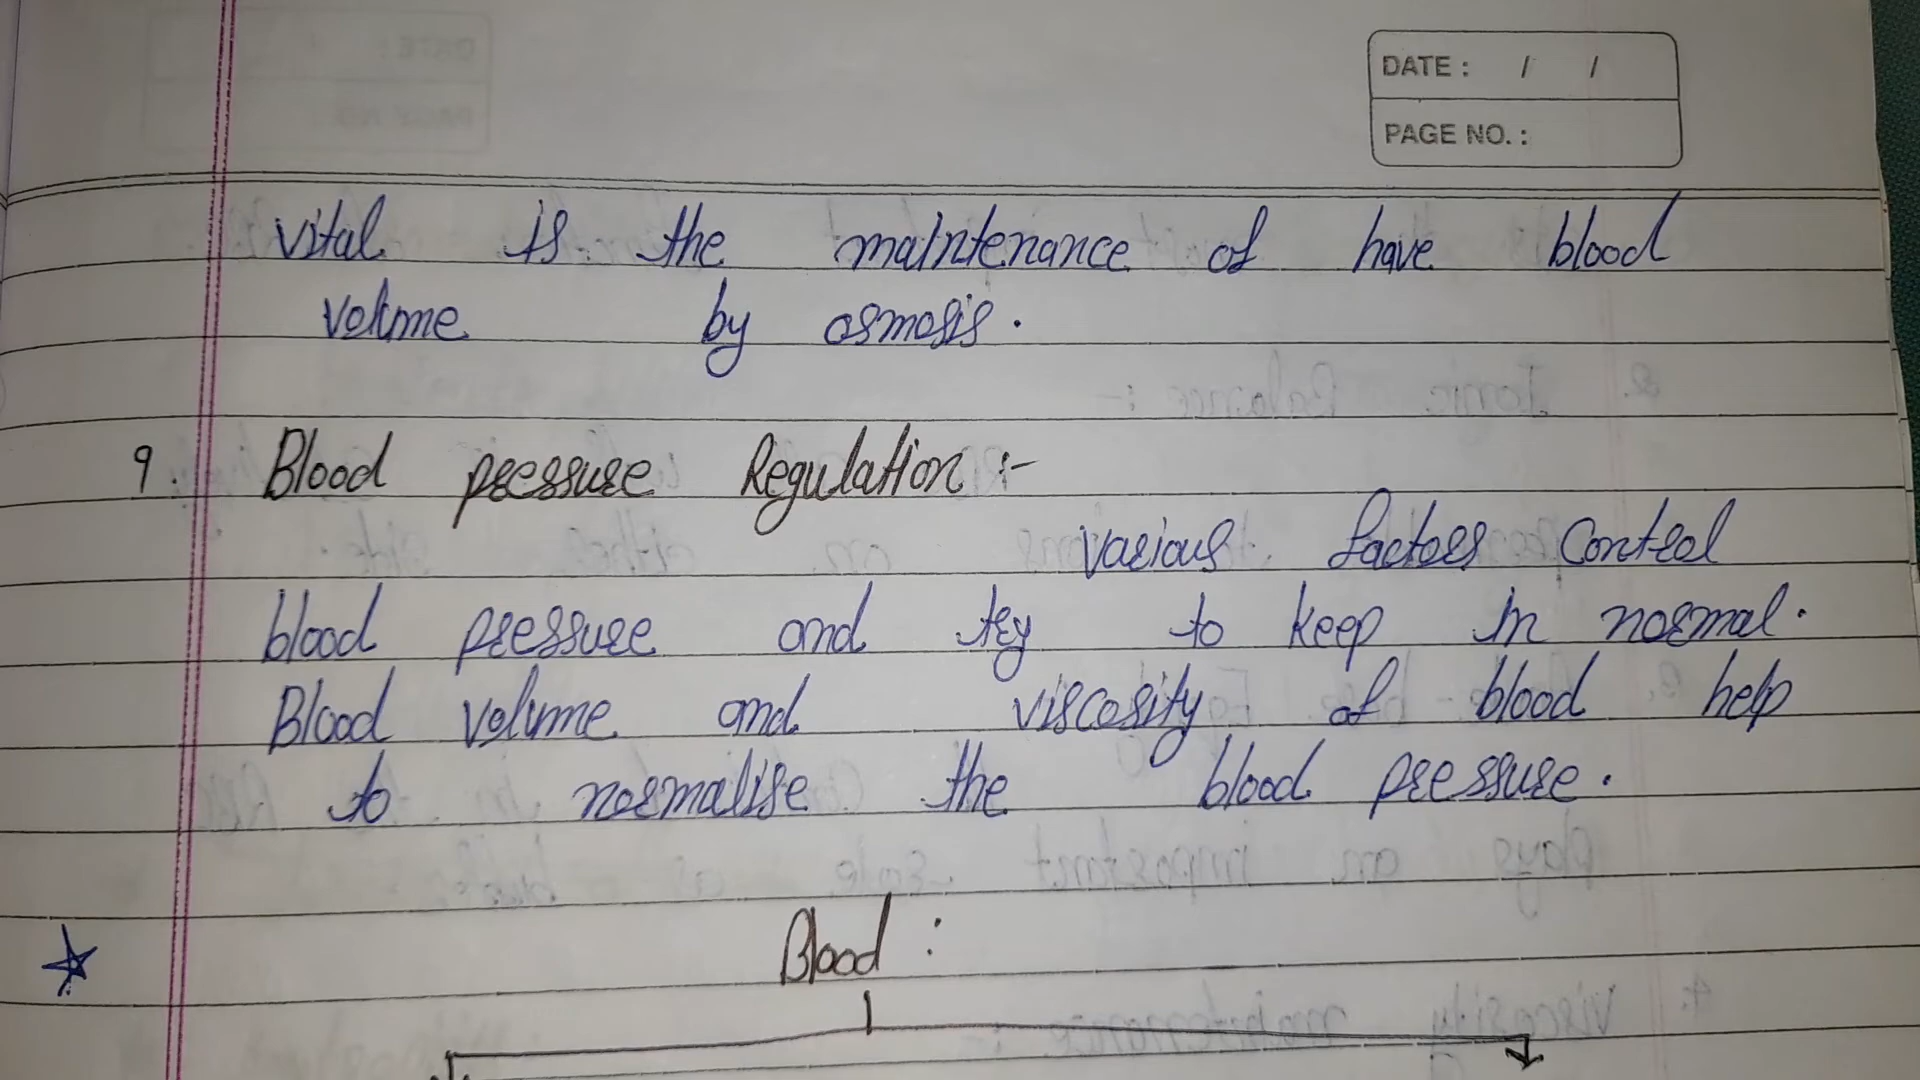 DATE : / /
PAGE NO. :
vital is the maintenance of have blood
volume by osmosis.
9. Blood pressure Regulation :-
various factors control
blood pressure and try to keep in normal.
Blood volume and viscosity of blood help
to normalise the blood pressure.
Blood :